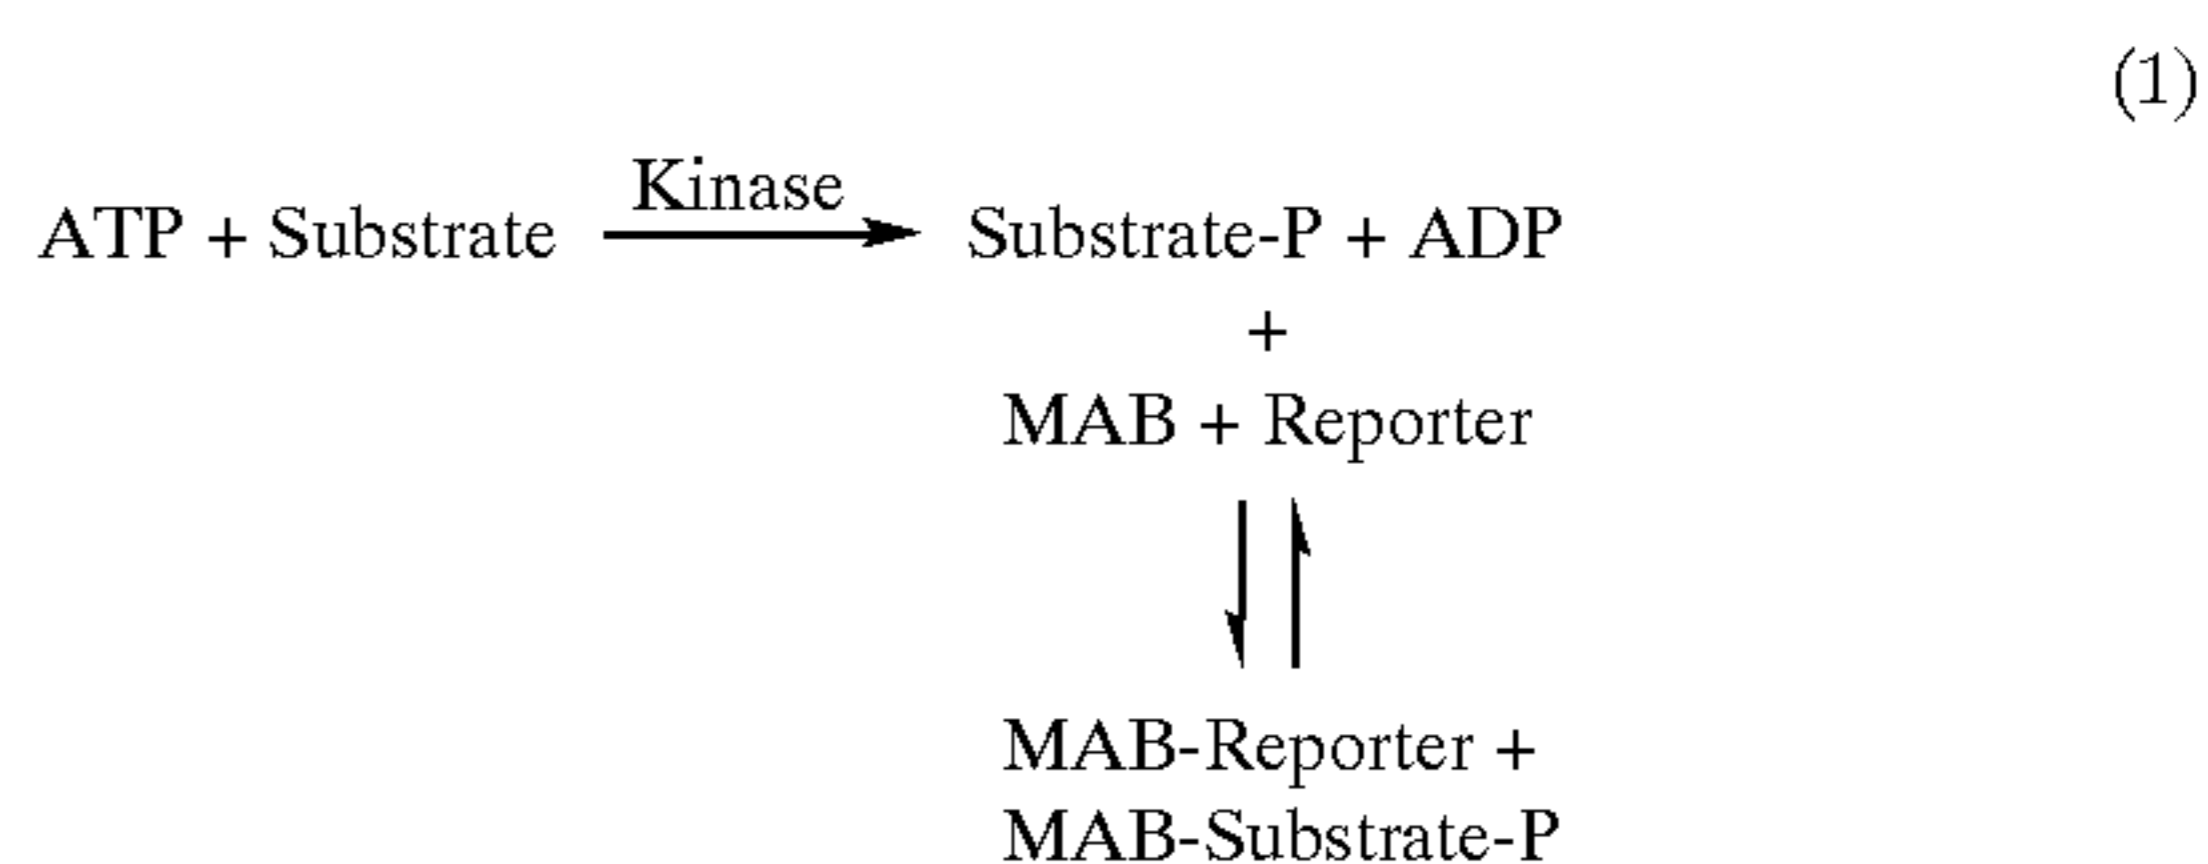 (1)
Kinase
ATP + Substrate Substrate-P + ADP
+
MAB + Reporter
MAB-Reporter +
MAB-Substrate-P